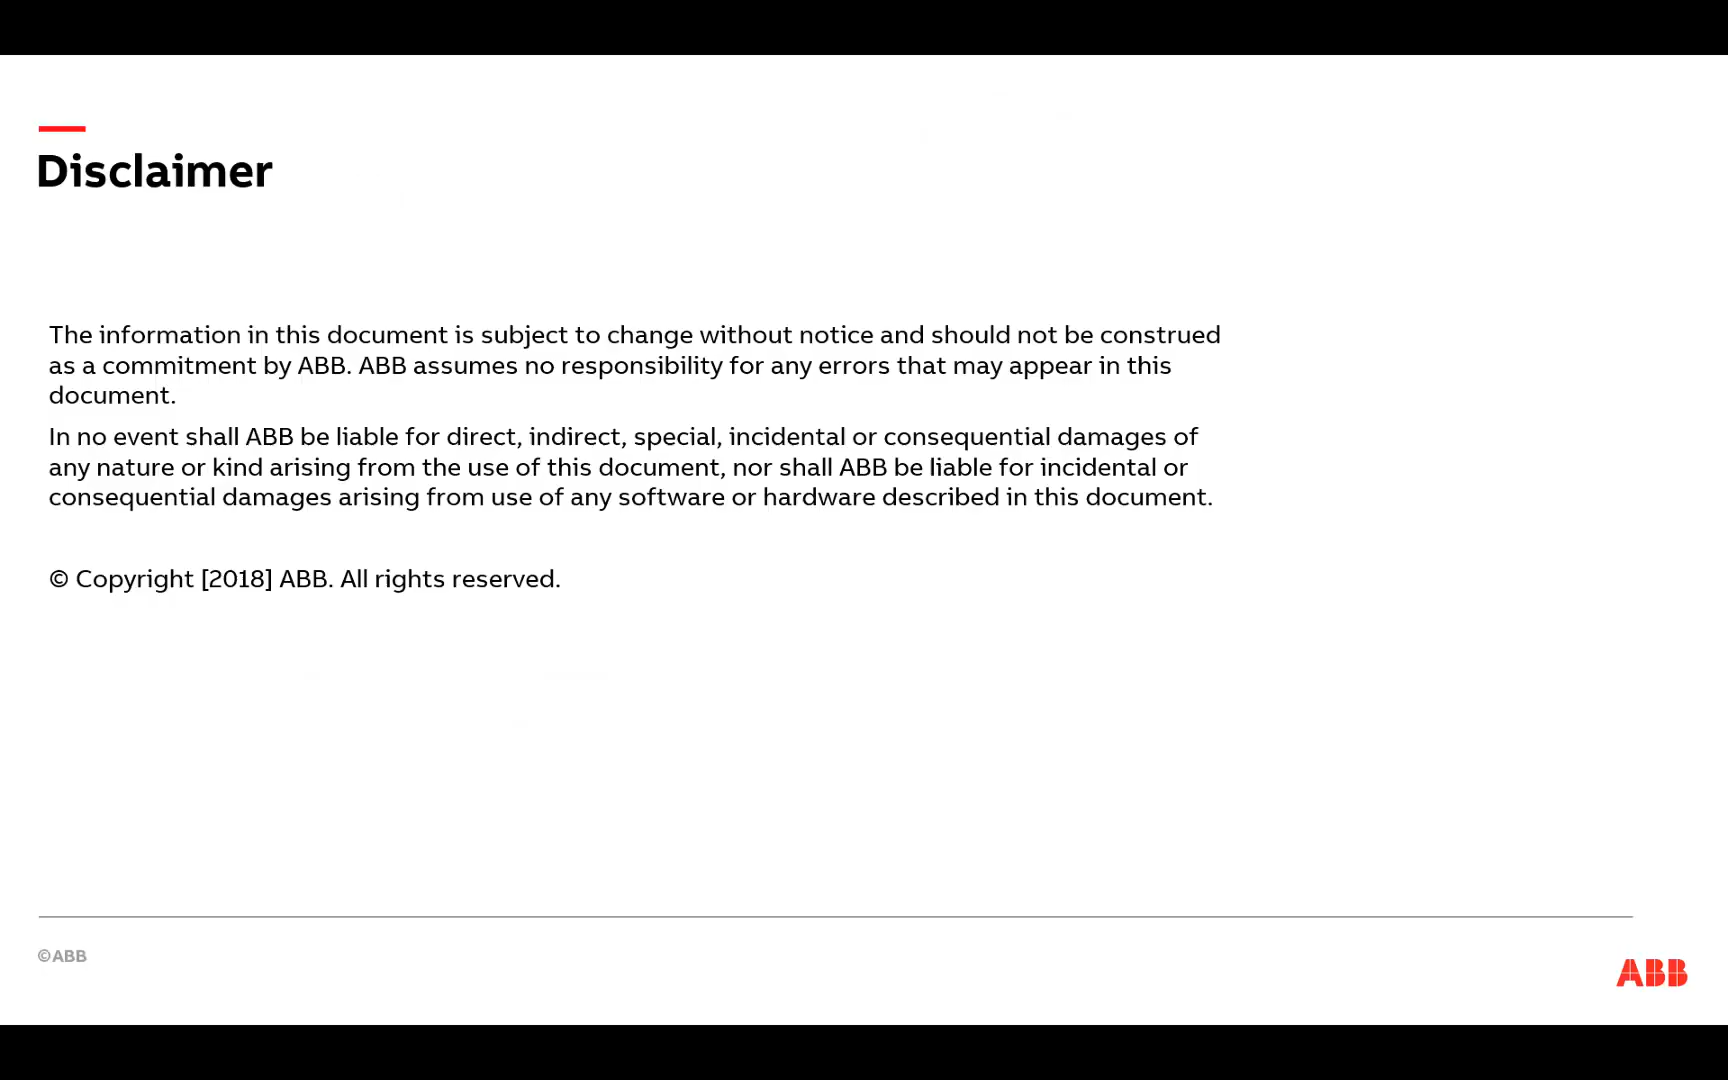 Disclaimer
The information in this document is subject to change without notice and should not be construed
as a commitment by ABB. ABB assumes no responsibility for any errors that may appear in this
document.
In no event shall ABB be liable for direct, indirect, special, incidental or consequential damages of
any nature or kind arising from the use of this document, nor shall ABB be liable for incidental or
consequential damages arising from use of any software or hardware described in this document.
© Copyright [2018] ABB. All rights reserved.
©ABB
ABB